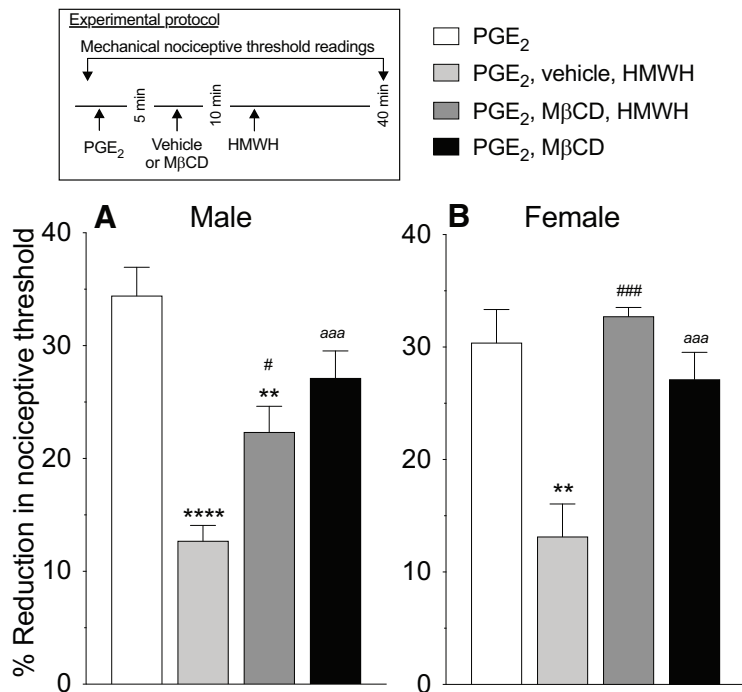 Experimental protocol
Mechanical nociceptive threshold readings
5 min
10 min
40 min
PGE₂
Vehicle
or MβCD
HMWH
PGE₂
PGE₂, vehicle, HMWH
PGE₂, MβCD, HMWH
PGE₂, MβCD
% Reduction in nociceptive threshold
A Male
40
30
20
10
0
****
#
**
aaa
B Female
40
30
20
10
0
**
###
aaa